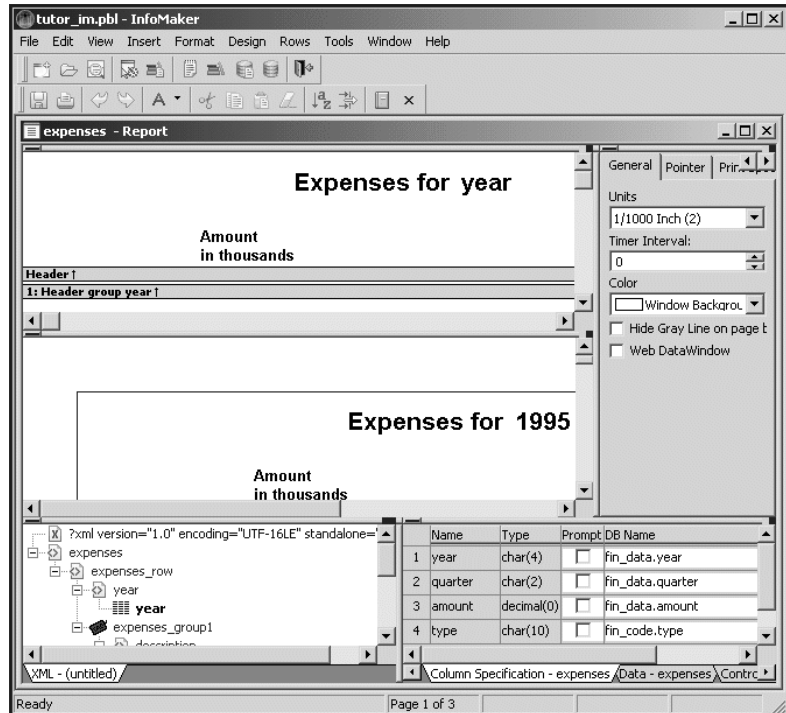 tutor_im.pbl - InfoMaker
File Edit View Insert Format Design Rows Tools Window Help
A
expenses - Report
Expenses for year
Amount
in thousands
Header ↑
1: Header group year ↑
Expenses for 1995
Amount
in thousands
General Pointer
Units
1/1000 Inch (2)
Timer Interval:
0
Color
Window Backgrou
Hide Gray Line on page b
Web DataWindow
?xml version="1.0" encoding="UTF-16LE" standalone='
expenses
expenses_row
year
year
expenses_group1
description
XML - (untitled)
Name Type Prompt DB Name
1 year char(4) fin_data.year
2 quarter char(2) fin_data.quarter
3 amount decimal(0) fin_data.amount
4 type char(10) fin_code.type
Column Specification - expenses Data - expenses Contro
Ready Page 1 of 3